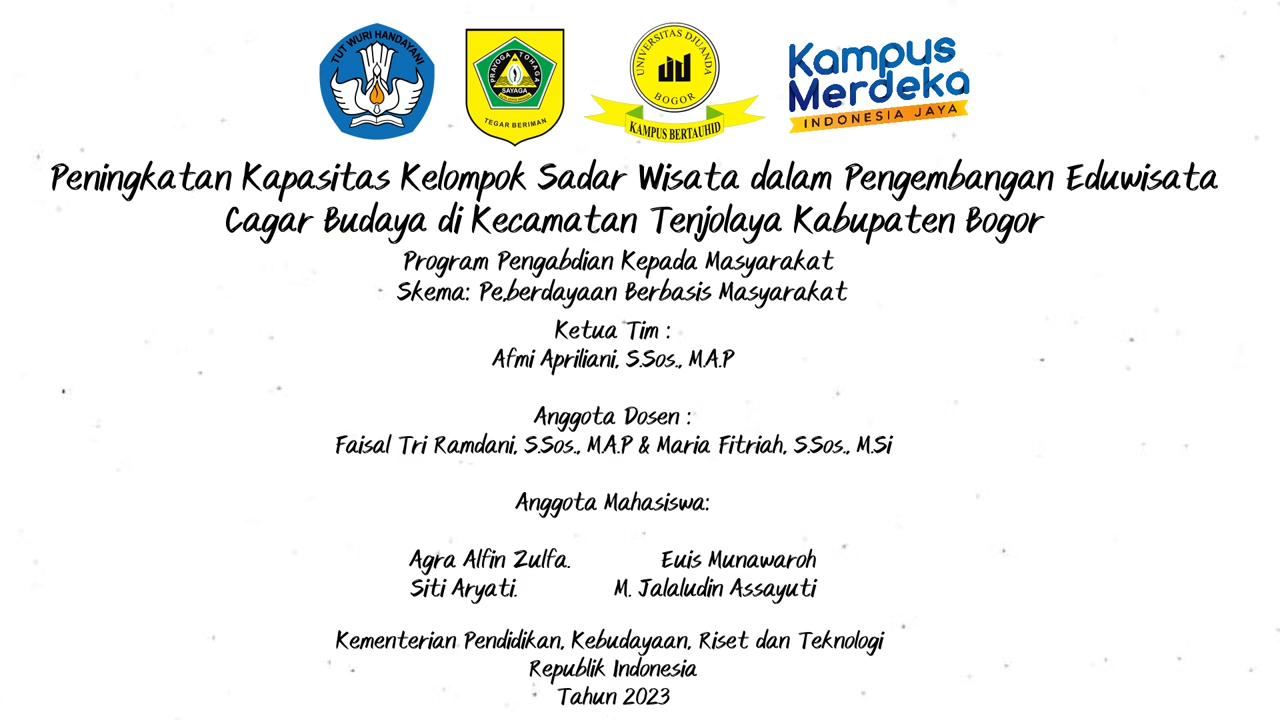 TUT WURI HANDAYANI
PRAYOGA TOHAGA
SAYAGA
TEGAR BERIMAN
UNIVERSITAS DJUANDA
BOGOR
KAMPUS BERTAUHID
Kampus
Merdeka
INDONESIA JAYA
Peningkatan Kapasitas Kelompok Sadar Wisata dalam Pengembangan Eduwisata
Cagar Budaya di Kecamatan Tenjolaya Kabupaten Bogor
Program Pengabdian Kepada Masyarakat
Skema: Pe,berdayaan Berbasis Masyarakat
Ketua Tim :
Afmi Apriliani, S.Sos., M.A.P
Anggota Dosen :
Faisal Tri Ramdani, S.Sos., M.A.P & Maria Fitriah, S.Sos., M.Si
Anggota Mahasiswa:
Agra Alfin Zulfa. Euis Munawaroh
Siti Aryati. M. Jalaludin Assayuti
Kementerian Pendidikan, Kebudayaan, Riset dan Teknologi
Republik Indonesia
Tahun 2023